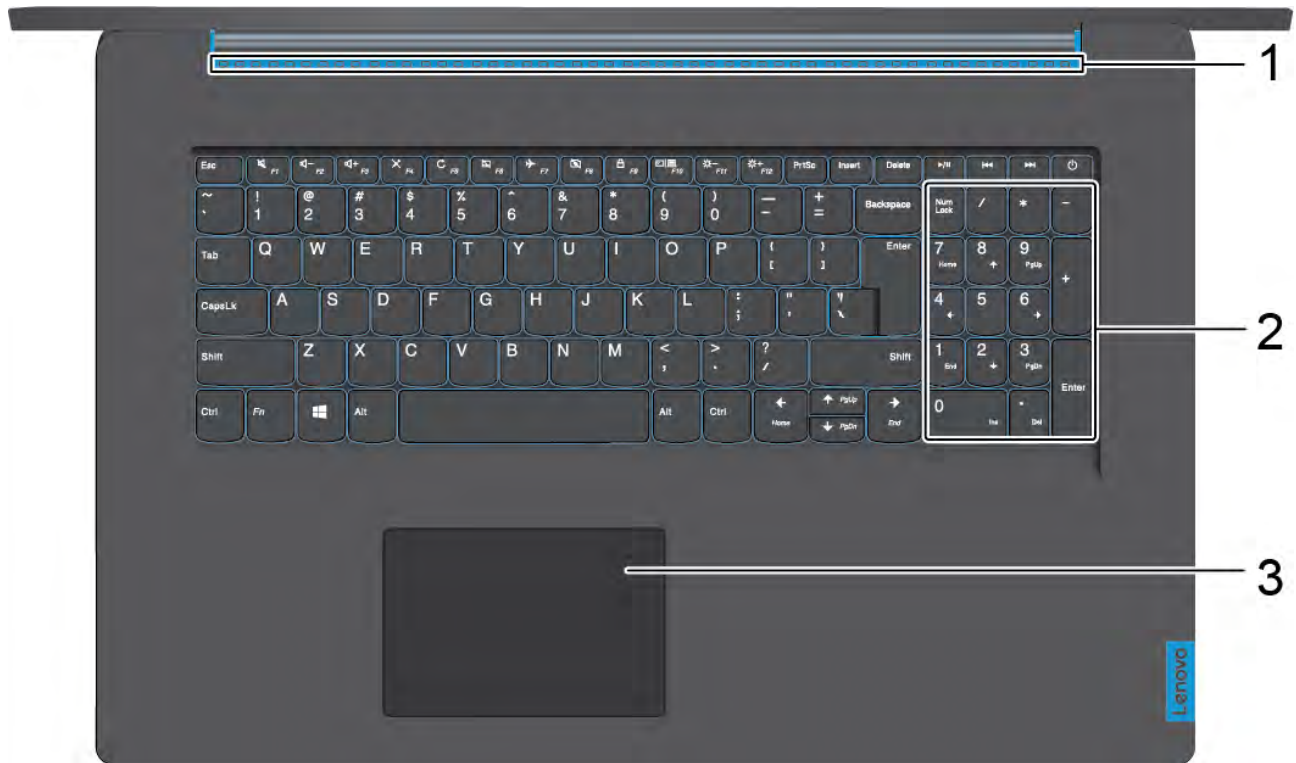 1
Esc F1 F2 F3 F4 F5 F6 F7 F8 F9 F10 F11 F12 PrtSc Insert Delete
~ ! @ # $ % ^ & * ( ) — + Backspace Num Lock / * -
` 1 2 3 4 5 6 7 8 9 0 - =
Tab Q W E R T Y U I O P { } Enter 7 8 9 +
[ ] Home PgUp
CapsLk A S D F G H J K L : " | 4 5 6
; ' \
2
Shift Z X C V B N M < > ? Shift 1 2 3 Enter
, . / End PgDn
Ctrl Fn Alt Alt Ctrl Home PgUp End 0 .
PgDn Ins Del
3
Lenovo